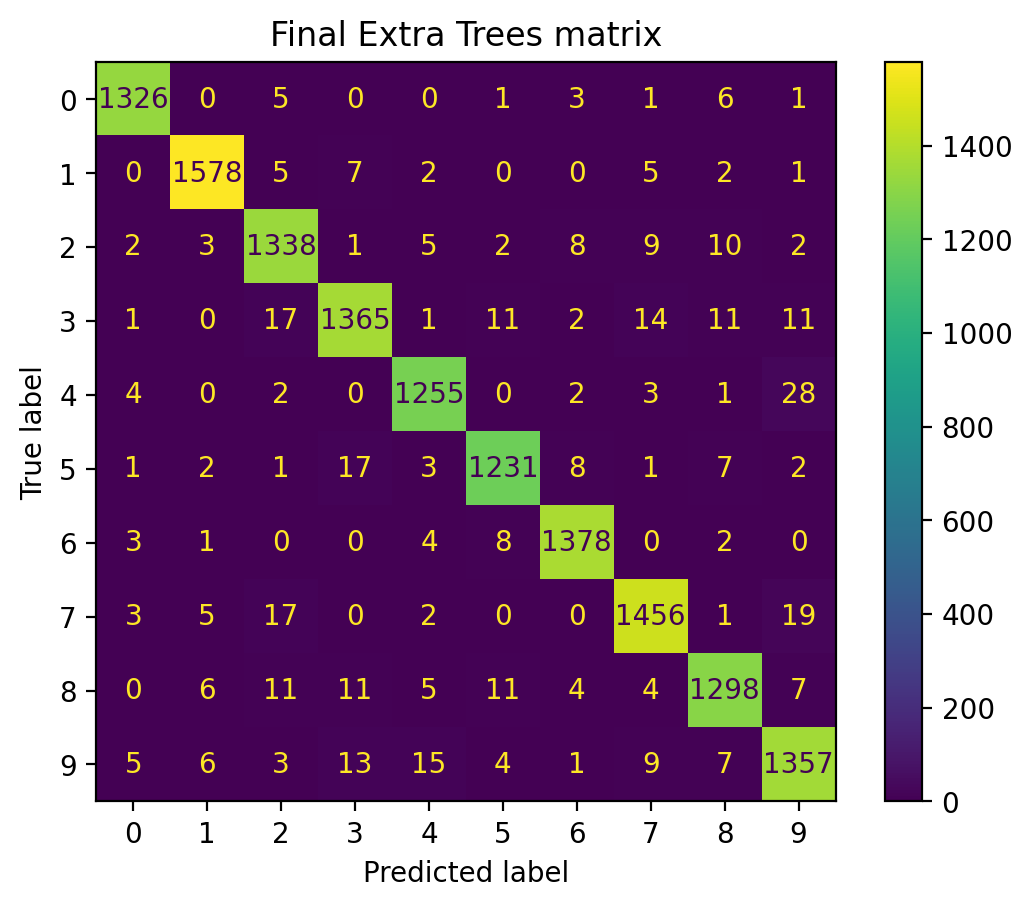 Final Extra Trees matrix
0 1326 0 5 0 0 1 3 1 6 1
1 0 1578 5 7 2 0 0 5 2 1
2 2 3 1338 1 5 2 8 9 10 2
3 1 0 17 1365 1 11 2 14 11 11
4 4 0 2 0 1255 0 2 3 1 28
5 1 2 1 17 3 1231 8 1 7 2
6 3 1 0 0 4 8 1378 0 2 0
7 3 5 17 0 2 0 0 1456 1 19
8 0 6 11 11 5 11 4 4 1298 7
9 5 6 3 13 15 4 1 9 7 1357
0 1 2 3 4 5 6 7 8 9
Predicted label
True label
1400
1200
1000
800
600
400
200
0